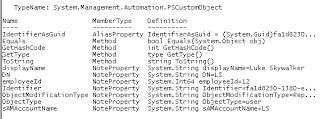 TypeName: System.Management.Automation.PSCustomObject
Name MemberType Definition
---- ---------- ----------
IdentifierAsGuid AliasProperty IdentifierAsGuid = (System.Guid)fa1d8230...
Equals Method bool Equals(System.Object obj)
GetHashCode Method int GetHashCode()
GetType Method type GetType()
ToString Method string ToString()
displayName NoteProperty System.String displayName=Luke Skywalker
DN NoteProperty System.String DN=LS
employeeId NoteProperty System.Int64 employeeId=12
Identifier NoteProperty System.String Identifier=fa1d8230-1380-e...
ObjectModificationType NoteProperty System.String ObjectModificationType=Rep...
ObjectType NoteProperty System.String ObjectType=user
sAMAccountName NoteProperty System.String sAMAccountName=LS